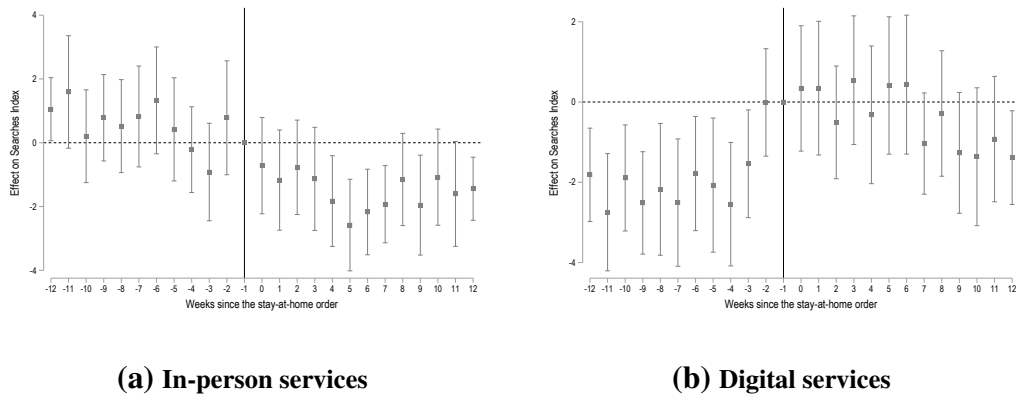 4
2
0
-2
-4
Effect on Searches Index
-12 -11 -10 -9 -8 -7 -6 -5 -4 -3 -2 -1 0 1 2 3 4 5 6 7 8 9 10 11 12
Weeks since the stay-at-home order
(a) In-person services
2
0
-2
-4
Effect on Searches Index
-12 -11 -10 -9 -8 -7 -6 -5 -4 -3 -2 -1 0 1 2 3 4 5 6 7 8 9 10 11 12
Weeks since the stay-at-home order
(b) Digital services